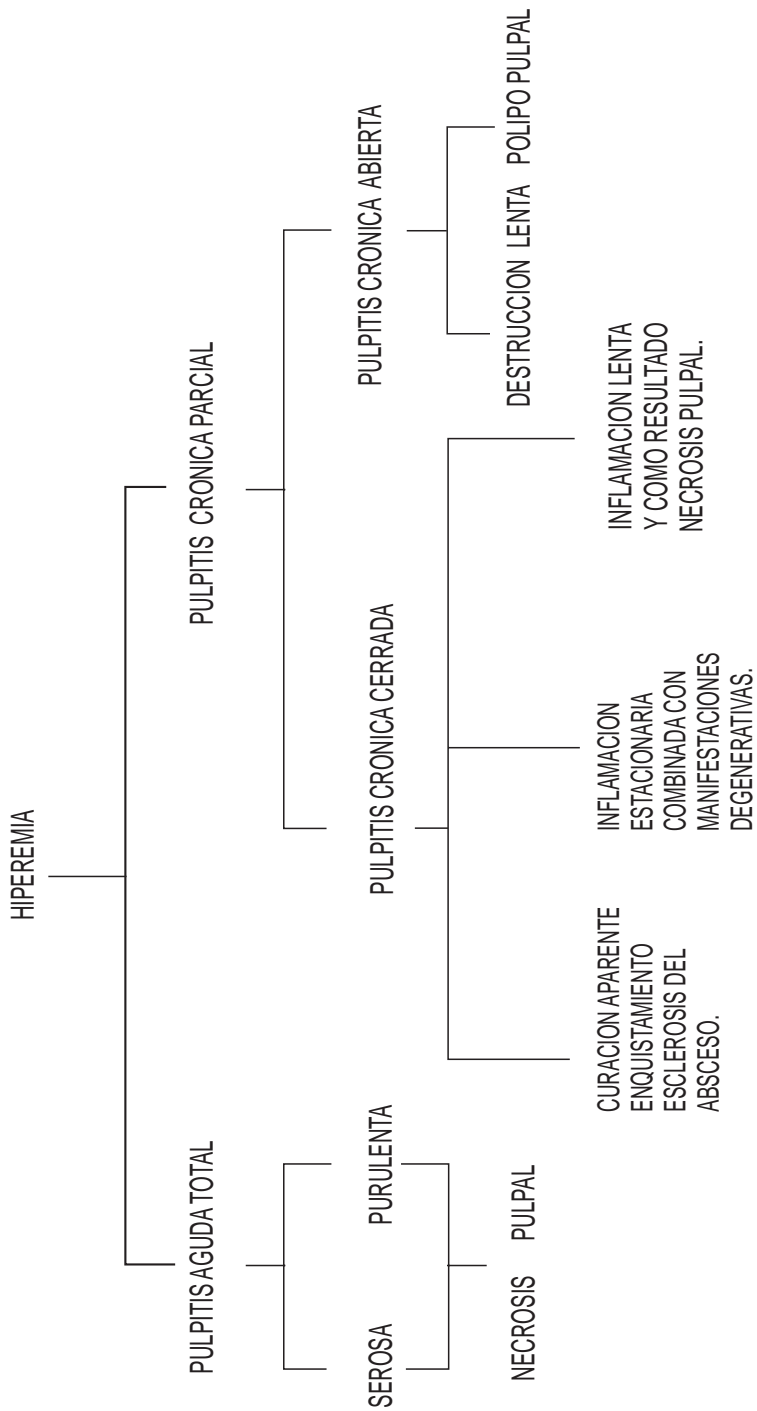 HIPEREMIA
PULPITIS AGUDA TOTAL
PULPITIS CRONICA PARCIAL
SEROSA
PURULENTA
PULPITIS CRONICA CERRADA
PULPITIS CRONICA ABIERTA
NECROSIS PULPAL
CURACION APARENTE
ENQUISTAMIENTO
ESCLEROSIS DEL
ABSCESO.
INFLAMACION
ESTACIONARIA
COMBINADA CON
MANIFESTACIONES
DEGENERATIVAS.
INFLAMACION LENTA
Y COMO RESULTADO
NECROSIS PULPAL.
DESTRUCCION LENTA
POLIPO PULPAL